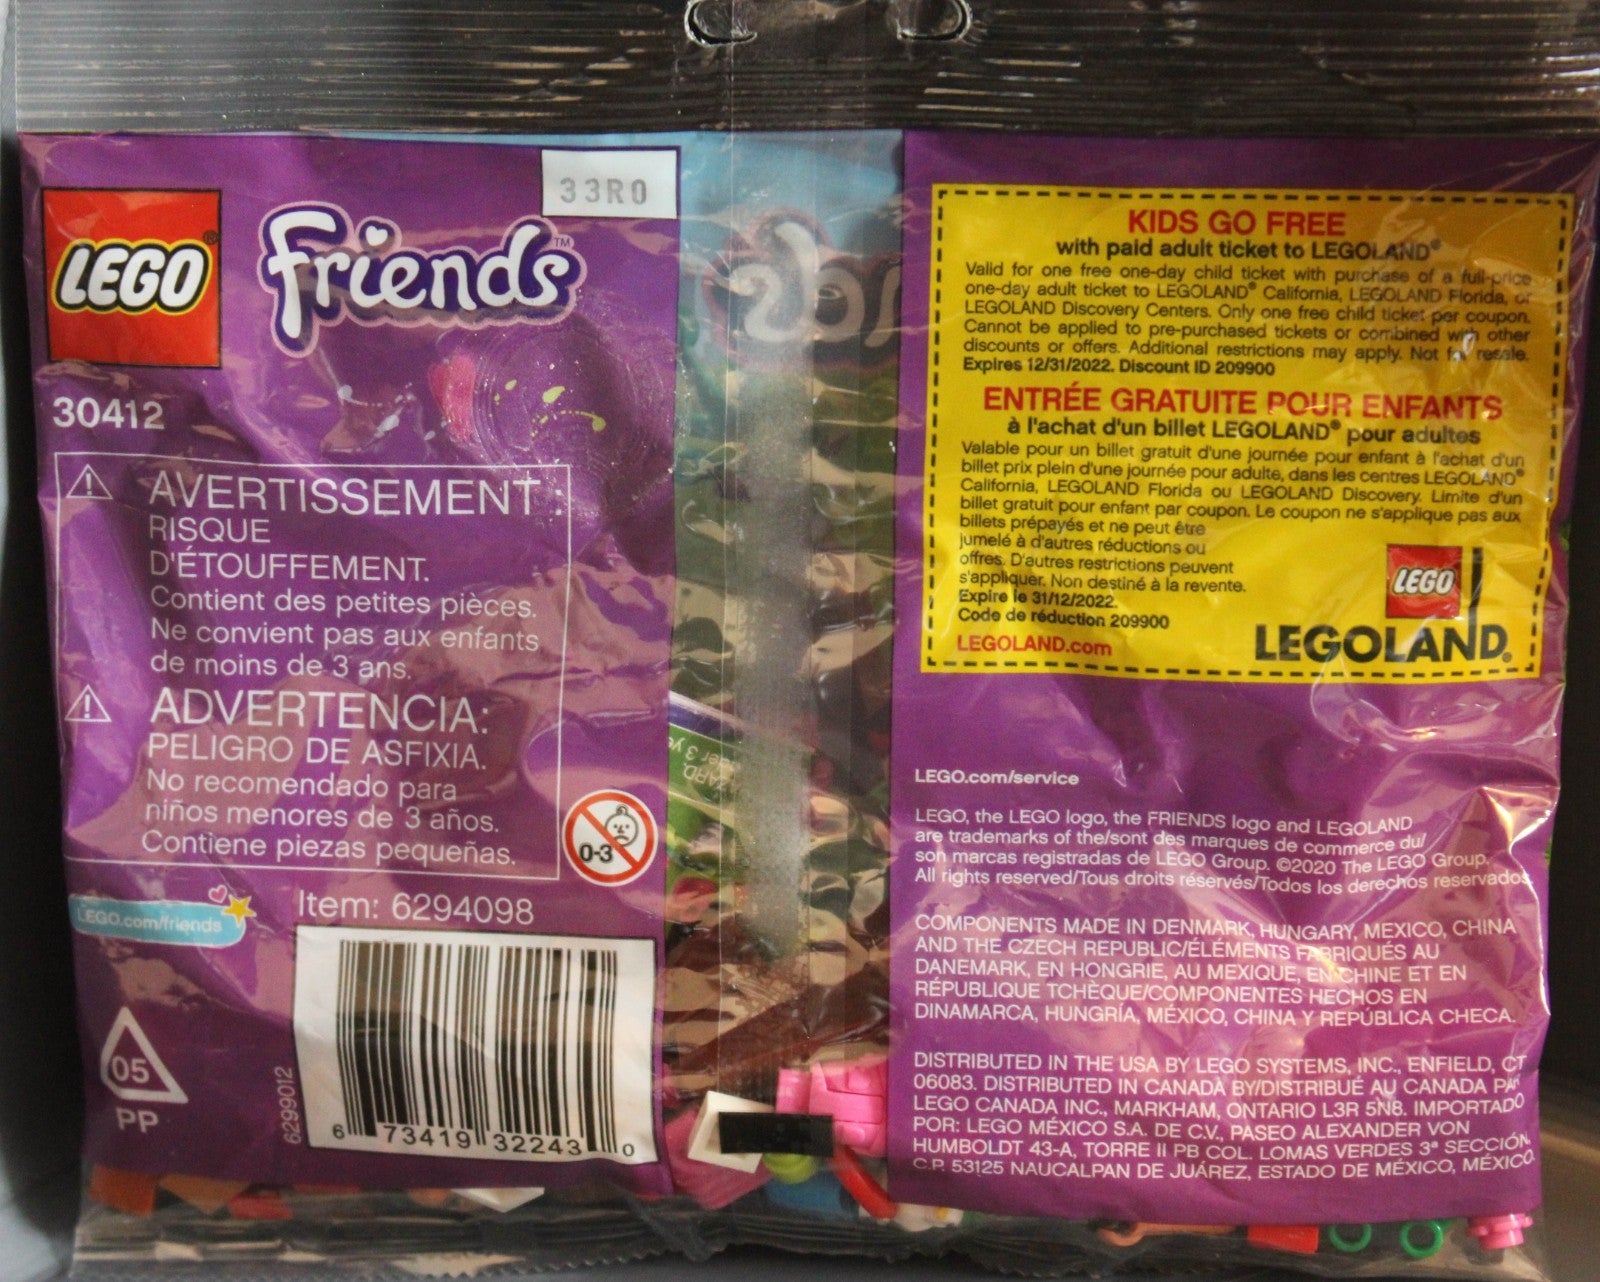 33R0
LEGO®
friends™
30412
AVERTISSEMENT
RISQUE
D'ÉTOUFFEMENT.
Contient des petites pièces.
Ne convient pas aux enfants
de moins de 3 ans.
ADVERTENCIA:
PELIGRO DE ASFIXIA.
No recomendado para
niños menores de 3 años.
Contiene piezas pequeñas.
0-3
Item: 6294098
LEGO.com/friends
05
PP
6299012
6 73419 32243 0
KIDS GO FREE
with paid adult ticket to LEGOLAND®
Valid for one free one-day child ticket with purchase of a full-price
one-day adult ticket to LEGOLAND® California, LEGOLAND Florida, or
LEGOLAND Discovery Centers. Only one free child ticket per coupon.
Cannot be applied to pre-purchased tickets or combined with other
discounts or offers. Additional restrictions may apply. Not for resale.
Expires 12/31/2022. Discount ID 209900
ENTRÉE GRATUITE POUR ENFANTS
à l'achat d'un billet LEGOLAND® pour adultes
Valable pour un billet gratuit d'une journée pour enfant à l'achat d'un
billet prix plein d'une journée pour adulte, dans les centres LEGOLAND®
California, LEGOLAND Florida ou LEGOLAND Discovery. Limite d'un
billet gratuit pour enfant par coupon. Le coupon ne s'applique pas aux
billets prépayés et ne peut être
jumelé à d'autres réductions ou
offres. D'autres restrictions peuvent
s'appliquer. Non destiné à la revente.
Expire le 31/12/2022.
Code de réduction 209900
LEGOLAND.com
LEGO
LEGOLAND®
LEGO.com/service
LEGO, the LEGO logo, the FRIENDS logo and LEGOLAND
are trademarks of the/sont des marques de commerce du/
son marcas registradas de LEGO Group. ©2020 The LEGO Group.
All rights reserved/Tous droits réservés/Todos los derechos reservados
COMPONENTS MADE IN DENMARK, HUNGARY, MEXICO, CHINA
AND THE CZECH REPUBLIC/ÉLÉMENTS FABRIQUÉS AU
DANEMARK, EN HONGRIE, AU MEXIQUE, EN CHINE ET EN
RÉPUBLIQUE TCHÈQUE/COMPONENTES HECHOS EN
DINAMARCA, HUNGRÍA, MÉXICO, CHINA Y REPÚBLICA CHECA.
DISTRIBUTED IN THE USA BY LEGO SYSTEMS, INC., ENFIELD, CT
06083. DISTRIBUTED IN CANADA BY/DISTRIBUÉ AU CANADA PAR
LEGO CANADA INC., MARKHAM, ONTARIO L3R 5N8. IMPORTADO
POR: LEGO MÉXICO S.A. DE C.V., PASEO ALEXANDER VON
HUMBOLDT 43-A, TORRE II PB COL. LOMAS VERDES 3ª SECCIÓN,
C.P. 53125 NAUCALPAN DE JUÁREZ, ESTADO DE MÉXICO, MÉXICO.